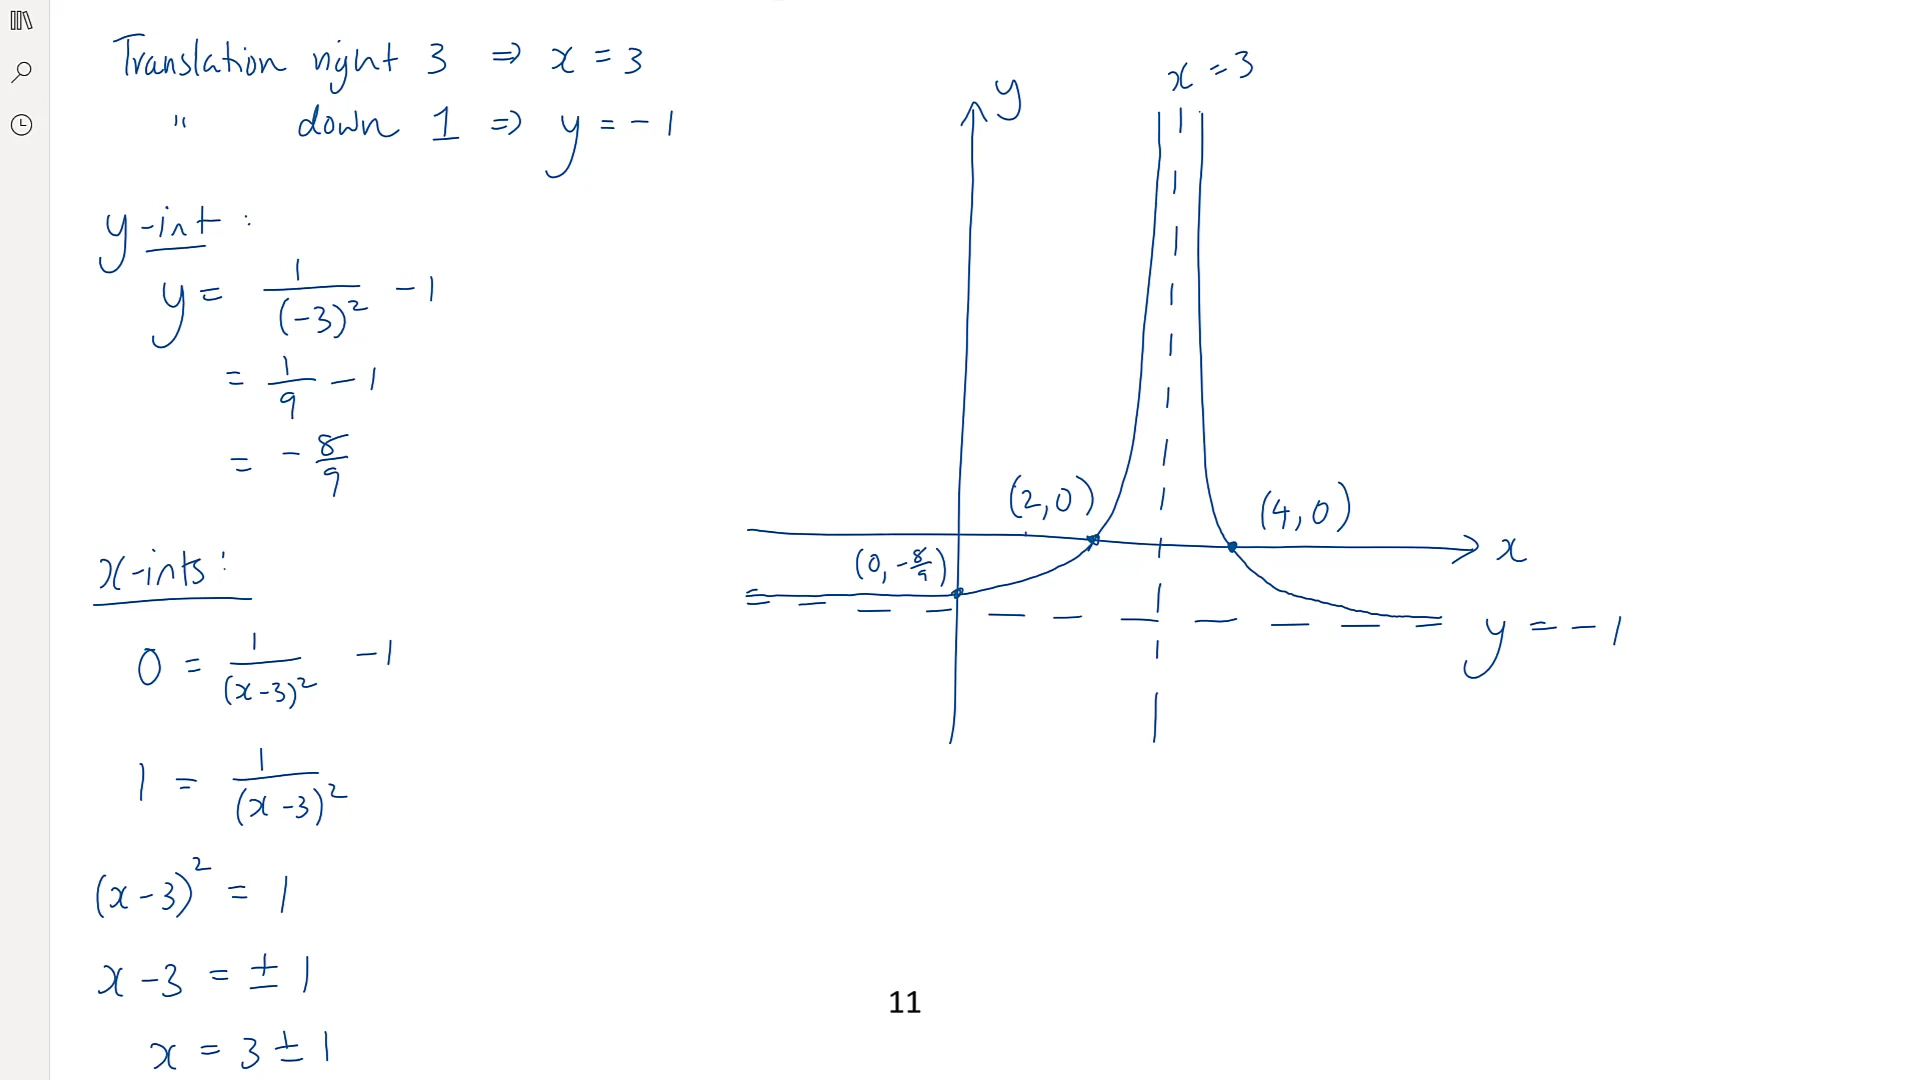 Translation right 3 ⇒ x = 3
" down 1 ⇒ y = -1
y-int :
y = 1/(-3)² - 1
= 1/9 - 1
= - 8/9
x-ints :
0 = 1/(x-3)² - 1
1 = 1/(x-3)²
(x-3)² = 1
x - 3 = ± 1
x = 3 ± 1
x = 3
y
(2,0)
(4,0)
x
(0, -8/9)
y = -1
11